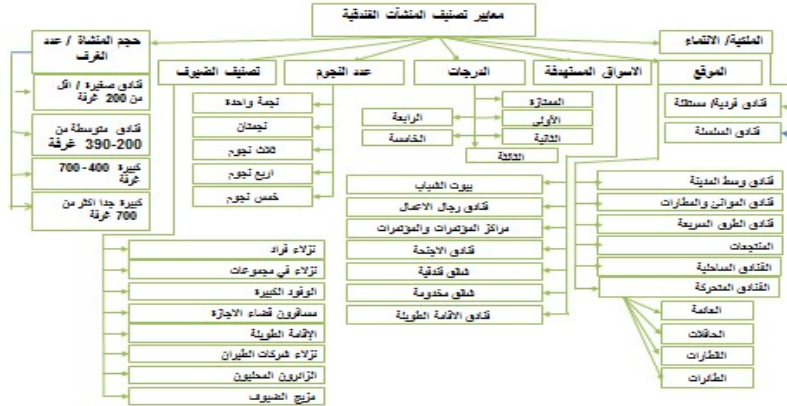 معايير تصنيف المنشآت الفندقية
الملكية/ الانتماء
فنادق فردية/ مستقلة
فنادق السلسلة
الموقع
فنادق وسط المدينة
فنادق الموانئ والمطارات
فنادق الطرق السريعة
المنتجعات
الفنادق الساحلية
الفنادق المتحركة
العائمة
الحافلات
القطارات
الطائرات
الاسواق المستهدفة
بيوت الشباب
فنادق رجال الاعمال
مراكز المؤتمرات والمؤتمرات
فنادق الاجنحة
شقق فندقية
شقق مخدومة
فنادق الاقامة الطويلة
الدرجات
الممتازة
الأولى
الثانية
الثالثة
الرابعة
الخامسة
عدد النجوم
نجمة واحدة
نجمتان
ثلاث نجوم
اربع نجوم
خمس نجوم
تصنيف الضيوف
نزلاء فراد
نزلاء في مجموعات
الوفود الكبيرة
مسافرون قضاء الاجازة
الإقامة الطويلة
نزلاء شركات الطيران
الزائرون المحليون
مزيج الضيوف
حجم المنشاة / عدد
الغرف
فنادق صغيرة / اقل
من 200 غرفة
فنادق متوسطة من
200-390 غرفة
كبيرة 400-700
غرفة
كبيرة جدا اكثر من
700 غرفة